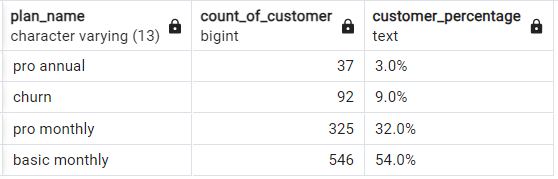 plan_name count_of_customer customer_percentage
character varying (13) bigint text
pro annual 37 3.0%
churn 92 9.0%
pro monthly 325 32.0%
basic monthly 546 54.0%